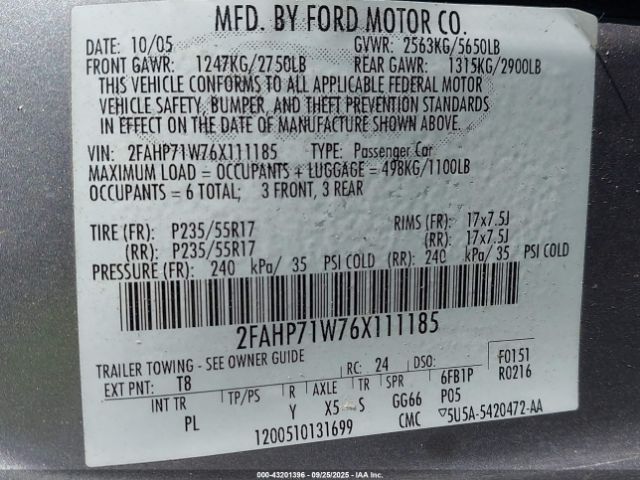 MFD. BY FORD MOTOR CO.
DATE: 10/05 GVWR: 2563KG/5650LB
FRONT GAWR: 1247KG/2750LB REAR GAWR: 1315KG/2900LB
THIS VEHICLE CONFORMS TO ALL APPLICABLE FEDERAL MOTOR
VEHICLE SAFETY, BUMPER, AND THEFT PREVENTION STANDARDS
IN EFFECT ON THE DATE OF MANUFACTURE SHOWN ABOVE.
VIN: 2FAHP71W76X111185 TYPE: Passenger Car
MAXIMUM LOAD = OCCUPANTS + LUGGAGE = 498KG/1100LB
OCCUPANTS = 6 TOTAL; 3 FRONT, 3 REAR
TIRE (FR): P235/55R17 RIMS (FR): 17x7.5J
(RR): P235/55R17 (RR): 17x7.5J
PRESSURE (FR): 240 kPa/ 35 PSI COLD (RR): 240 kPa/ 35 PSI COLD
2FAHP71W76X111185
TRAILER TOWING - SEE OWNER GUIDE F0151
EXT PNT: T8 RC: 24 DSO: R0216
INT TR TP/PS R AXLE TR SPR 6FB1P
PL Y X5 S GG66 P05
1200510131699 CMC ▽5U5A-5420472-AA
000-43201396 - 09/25/2025 - IAAI.COM